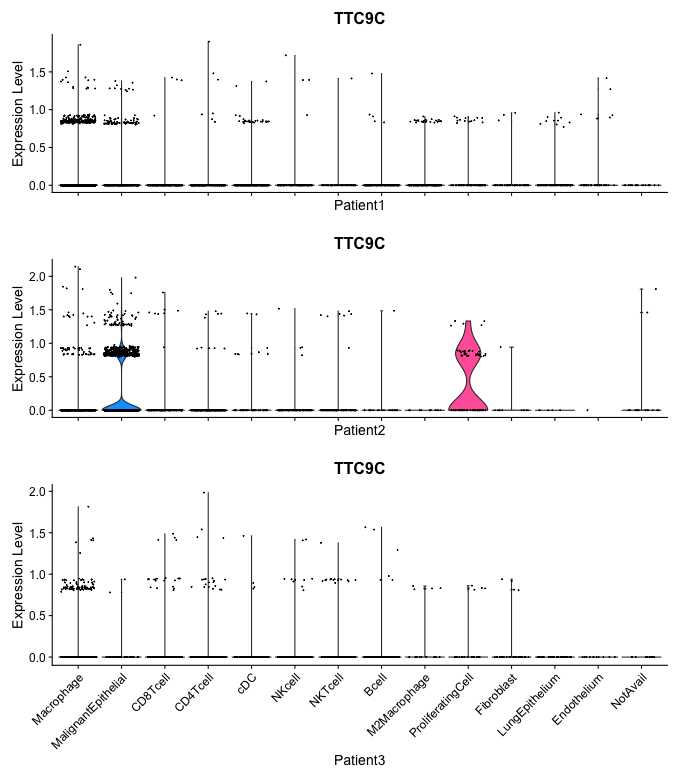 TTC9C
Expression Level
1.5
1.0
0.5
0.0
Patient1
TTC9C
Expression Level
2.0
1.5
1.0
0.5
0.0
Patient2
TTC9C
Expression Level
2.0
1.5
1.0
0.5
0.0
Macrophage
MalignantEpithelial
CD8Tcell
CD4Tcell
cDC
NKcell
NKTcell
Bcell
M2Macrophage
ProliferatingCell
Fibroblast
LungEpithelium
Endothelium
NotAvail
Patient3